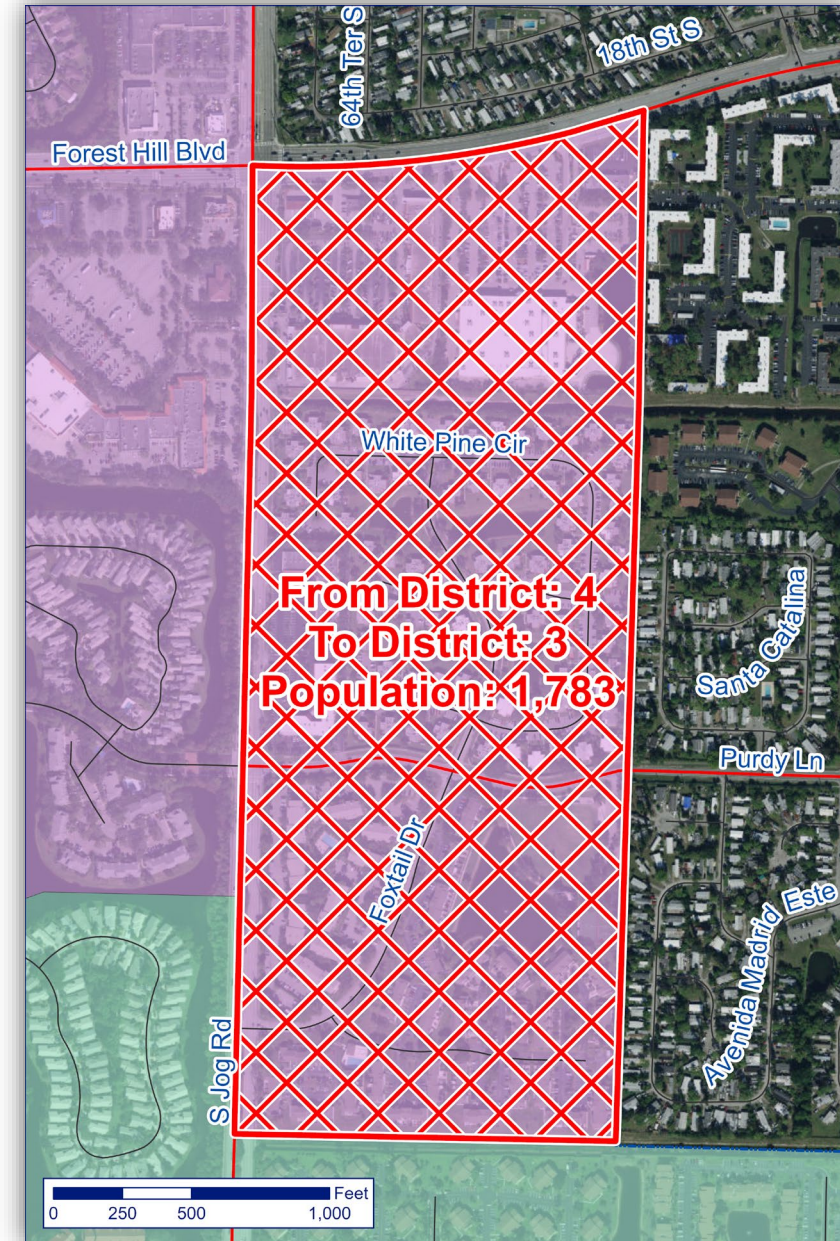 64th Ter S
18th St S
Forest Hill Blvd
White Pine Cir
From District: 4
To District: 3
Population: 1,783
Santa Catalina
Purdy Ln
Foxtail Dr
Avenida Madrid Este
S Jog Rd
Feet
0 250 500 1,000